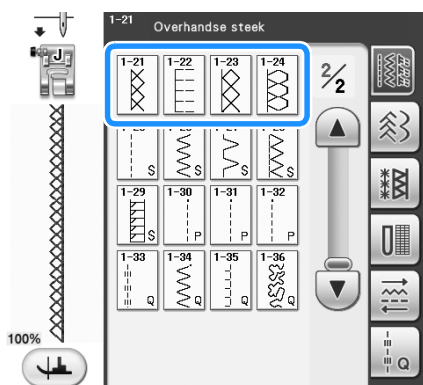 1-21 Overhandse steek
J
1-21 1-22 1-23 1-24
2/2
S S S S
1-29 1-30 1-31 1-32
S P P P
1-33 1-34 1-35 1-36
Q Q Q Q
Q
100%